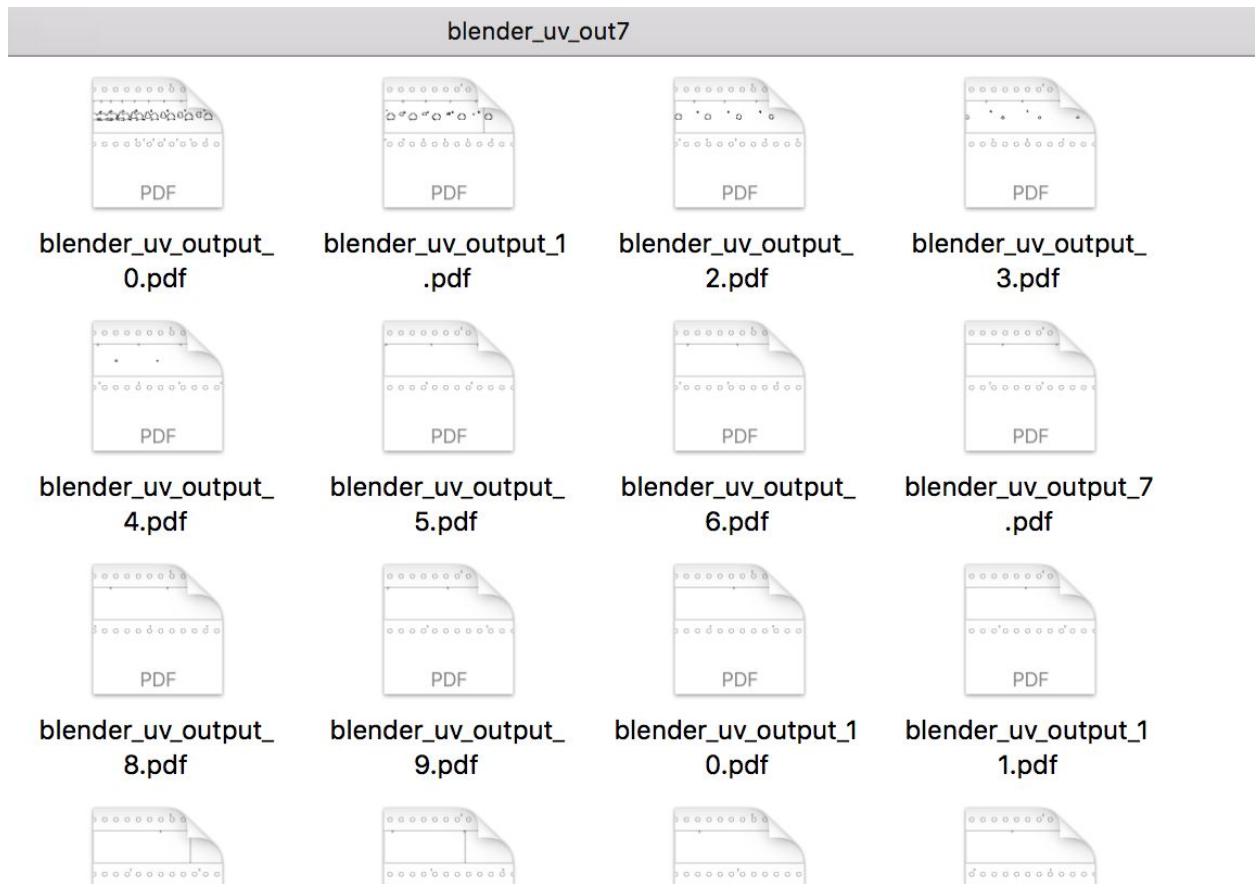 blender_uv_out7
PDF PDF PDF PDF
blender_uv_output_ blender_uv_output_1 blender_uv_output_ blender_uv_output_
0.pdf .pdf 2.pdf 3.pdf
PDF PDF PDF PDF
blender_uv_output_ blender_uv_output_ blender_uv_output_ blender_uv_output_7
4.pdf 5.pdf 6.pdf .pdf
PDF PDF PDF PDF
blender_uv_output_ blender_uv_output_ blender_uv_output_1 blender_uv_output_1
8.pdf 9.pdf 0.pdf 1.pdf